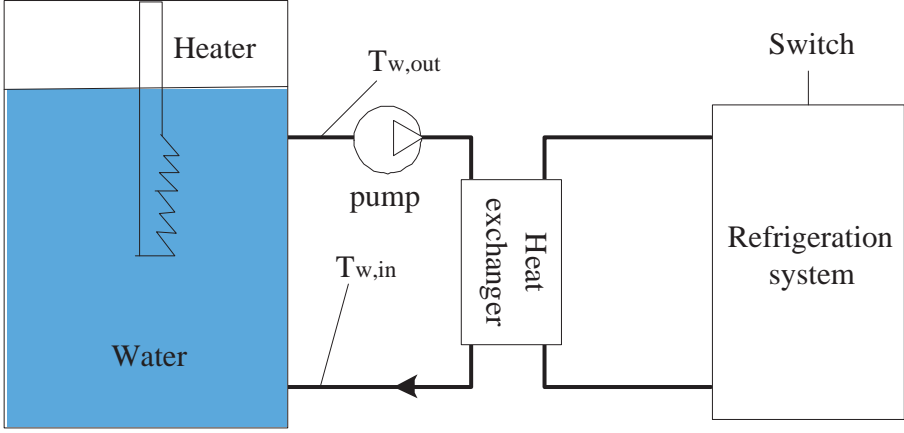 Heater
Tw,out
Switch
pump
Heat
exchanger
Refrigeration
system
Tw,in
Water